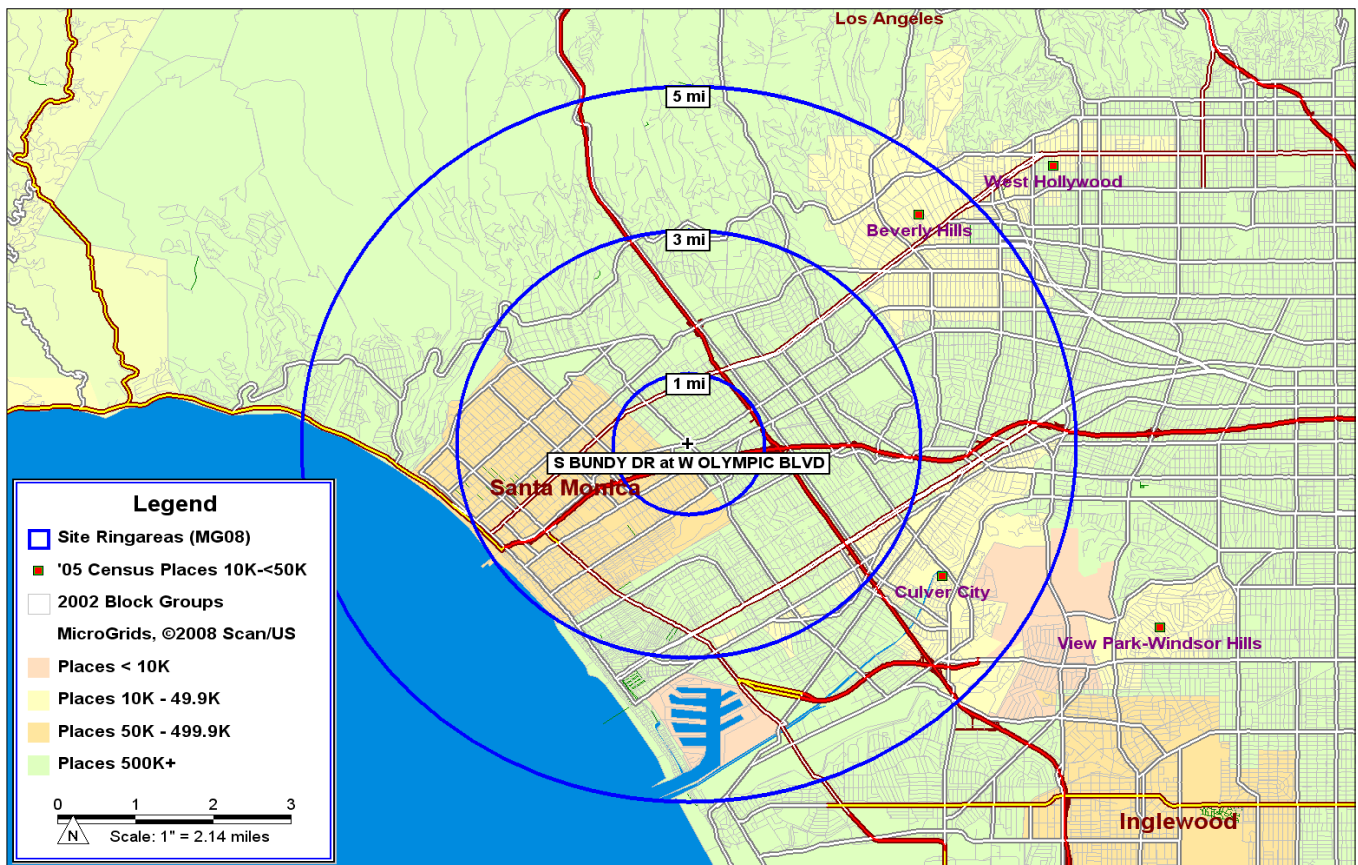 Los Angeles
5 mi
West Hollywood
Beverly Hills
3 mi
1 mi
S BUNDY DR at W OLYMPIC BLVD
Santa Monica
Culver City
View Park-Windsor Hills
Inglewood
Legend
Site Ringareas (MG08)
'05 Census Places 10K-<50K
2002 Block Groups
MicroGrids, ©2008 Scan/US
Places < 10K
Places 10K - 49.9K
Places 50K - 499.9K
Places 500K+
0 1 2 3
N
Scale: 1" = 2.14 miles